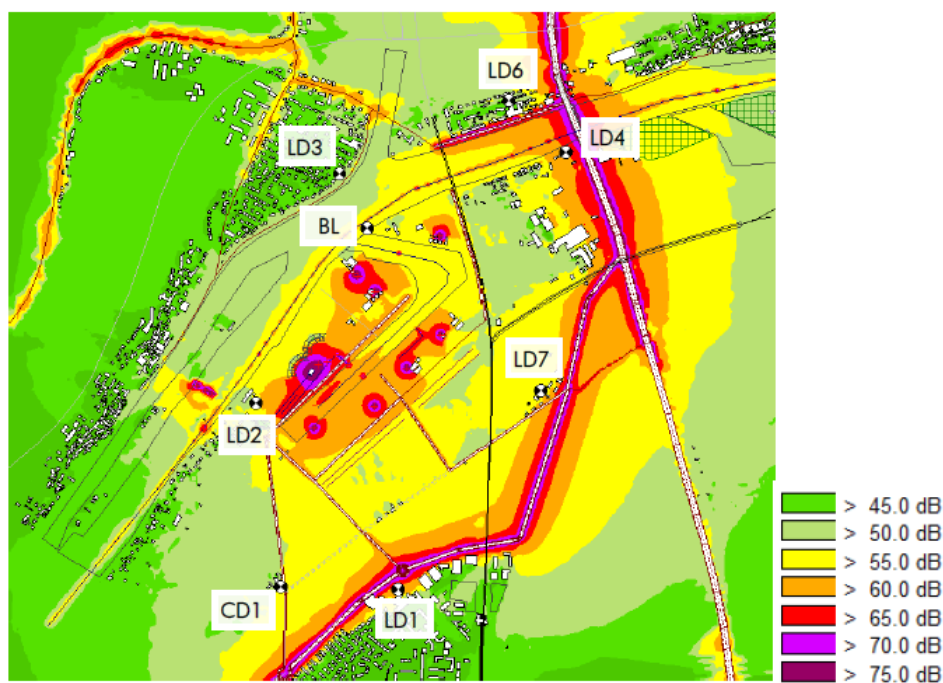 LD6
LD4
LD3
BL
LD7
LD2
CD1
LD1
> 45.0 dB
> 50.0 dB
> 55.0 dB
> 60.0 dB
> 65.0 dB
> 70.0 dB
> 75.0 dB